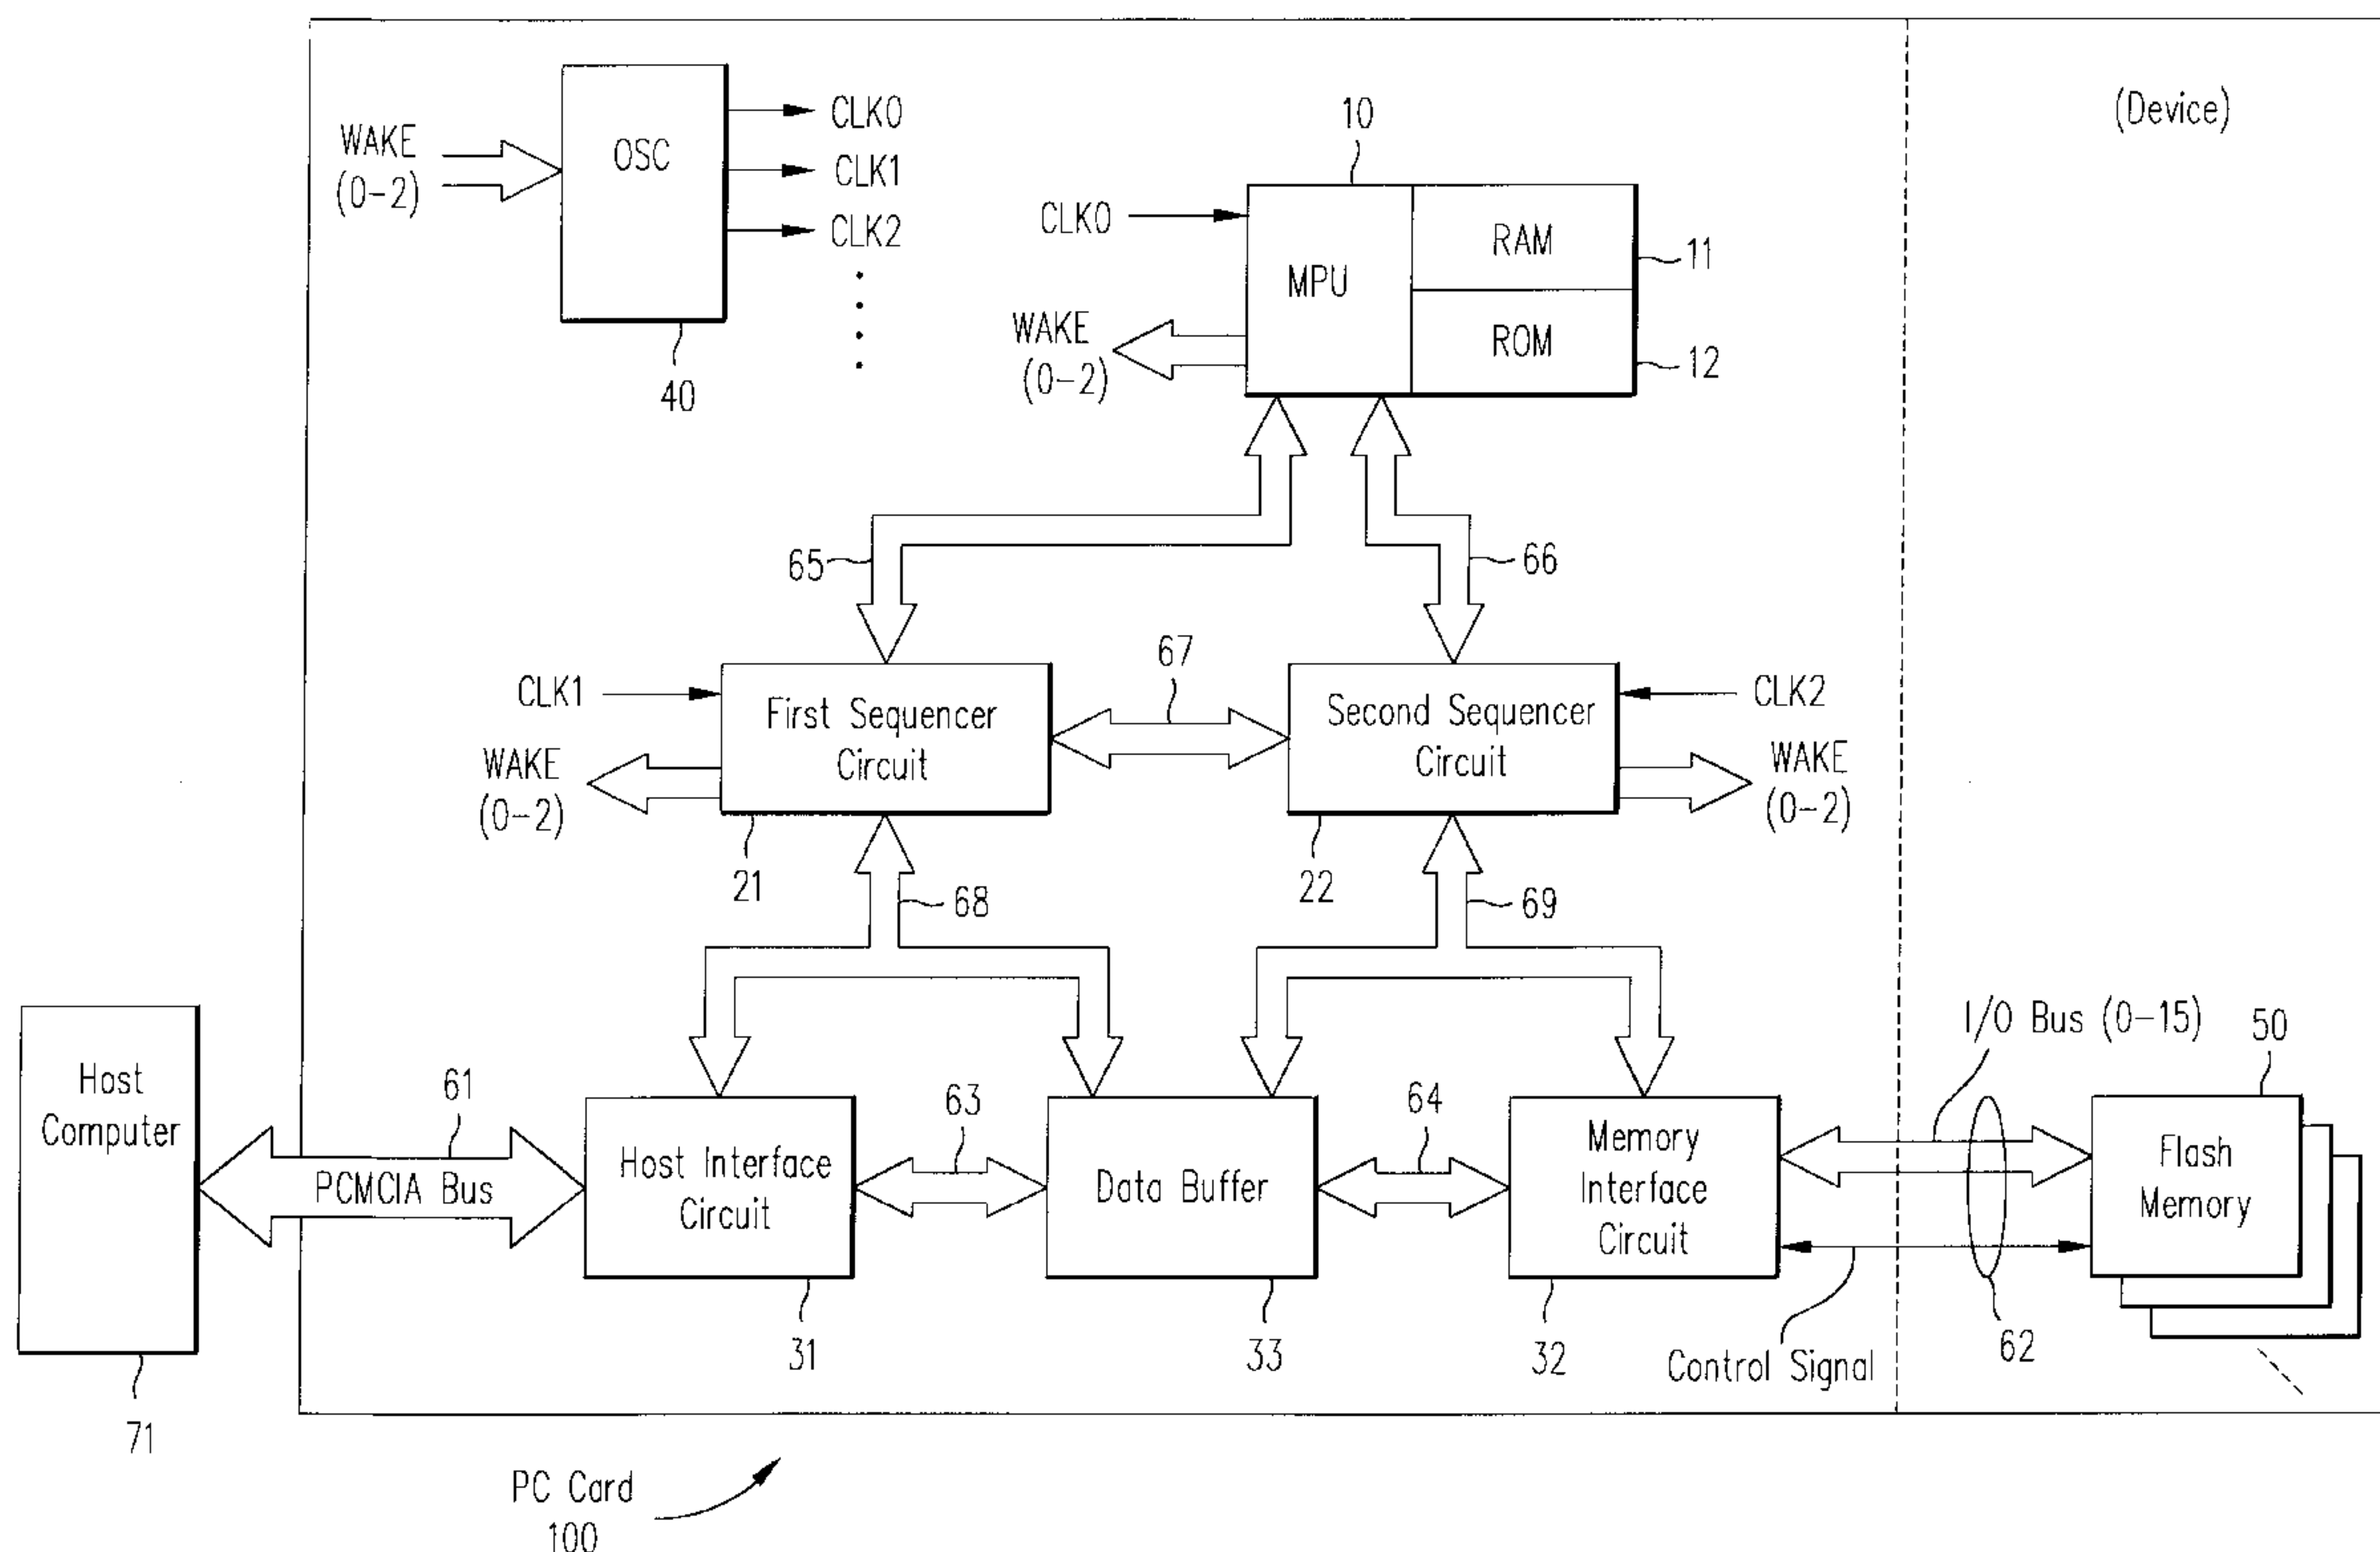 (Device)
WAKE
(0-2)
OSC
CLK0
CLK1
CLK2
40
10
CLK0
MPU
RAM
ROM
11
12
WAKE
(0-2)
65
66
67
CLK1
First Sequencer
Circuit
Second Sequencer
Circuit
CLK2
WAKE
(0-2)
WAKE
(0-2)
21
68
22
69
I/O Bus (0-15)
50
Host
Computer
61
PCMCIA Bus
Host Interface
Circuit
63
Data Buffer
64
Memory
Interface
Circuit
Flash
Memory
31
33
32
Control Signal
62
71
PC Card
100